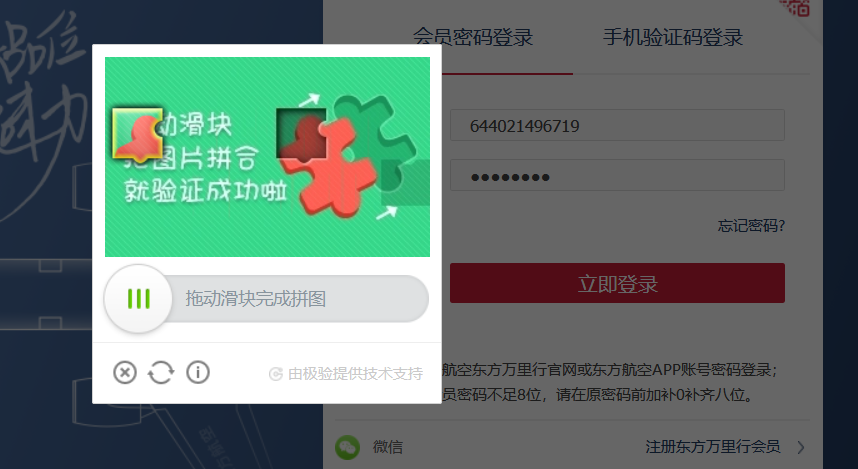 会员密码登录
手机验证码登录
动滑块
图片拼合
就验证成功啦
644021496719
●●●●●●●●
忘记密码?
立即登录
拖动滑块完成拼图
由极验提供技术支持
航空东方万里行官网或东方航空APP账号密码登录；
员密码不足8位，请在原密码前加补0补齐八位。
微信
注册东方万里行会员